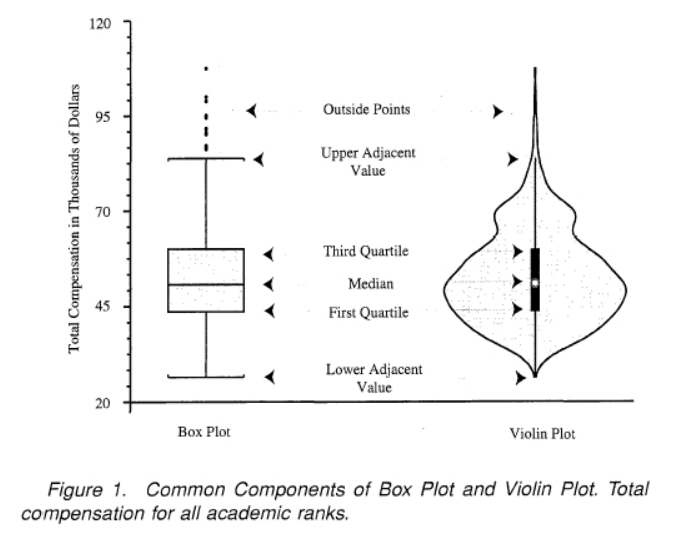 120
95
70
45
20
Total Compensation in Thousands of Dollars
Outside Points
Upper Adjacent
Value
Third Quartile
Median
First Quartile
Lower Adjacent
Value
Box Plot
Violin Plot
Figure 1. Common Components of Box Plot and Violin Plot. Total
compensation for all academic ranks.